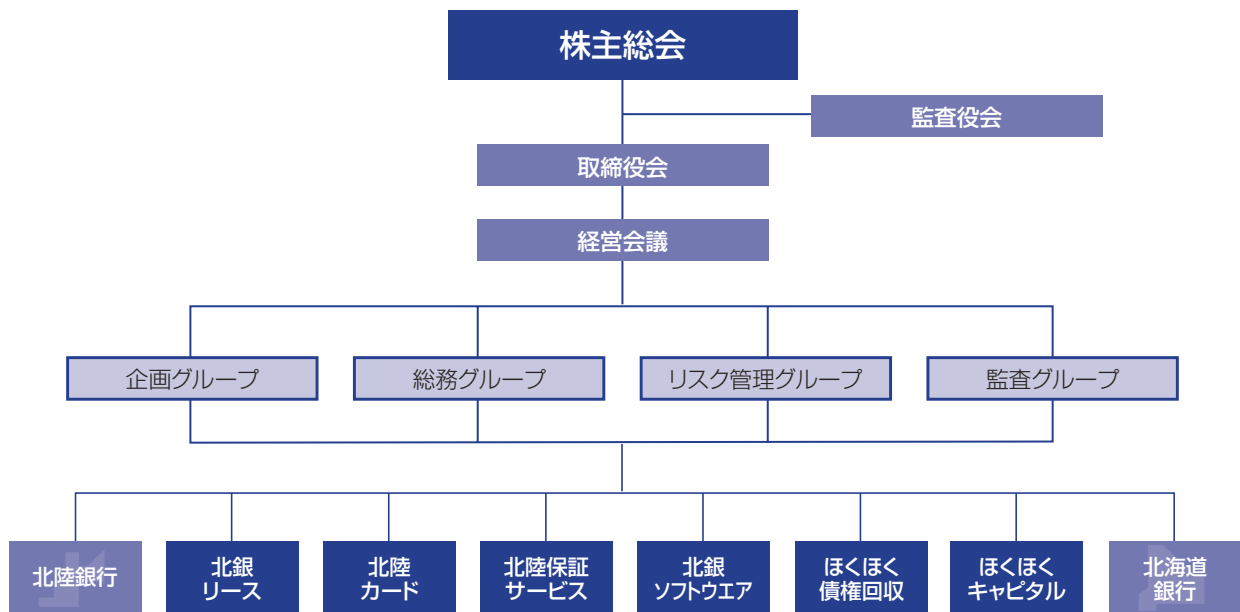 株主総会
監査役会
取締役会
経営会議
企画グループ
総務グループ
リスク管理グループ
監査グループ
北陸銀行
北銀
リース
北陸
カード
北陸保証
サービス
北銀
ソフトウエア
ほくほく
債権回収
ほくほく
キャピタル
北海道
銀行